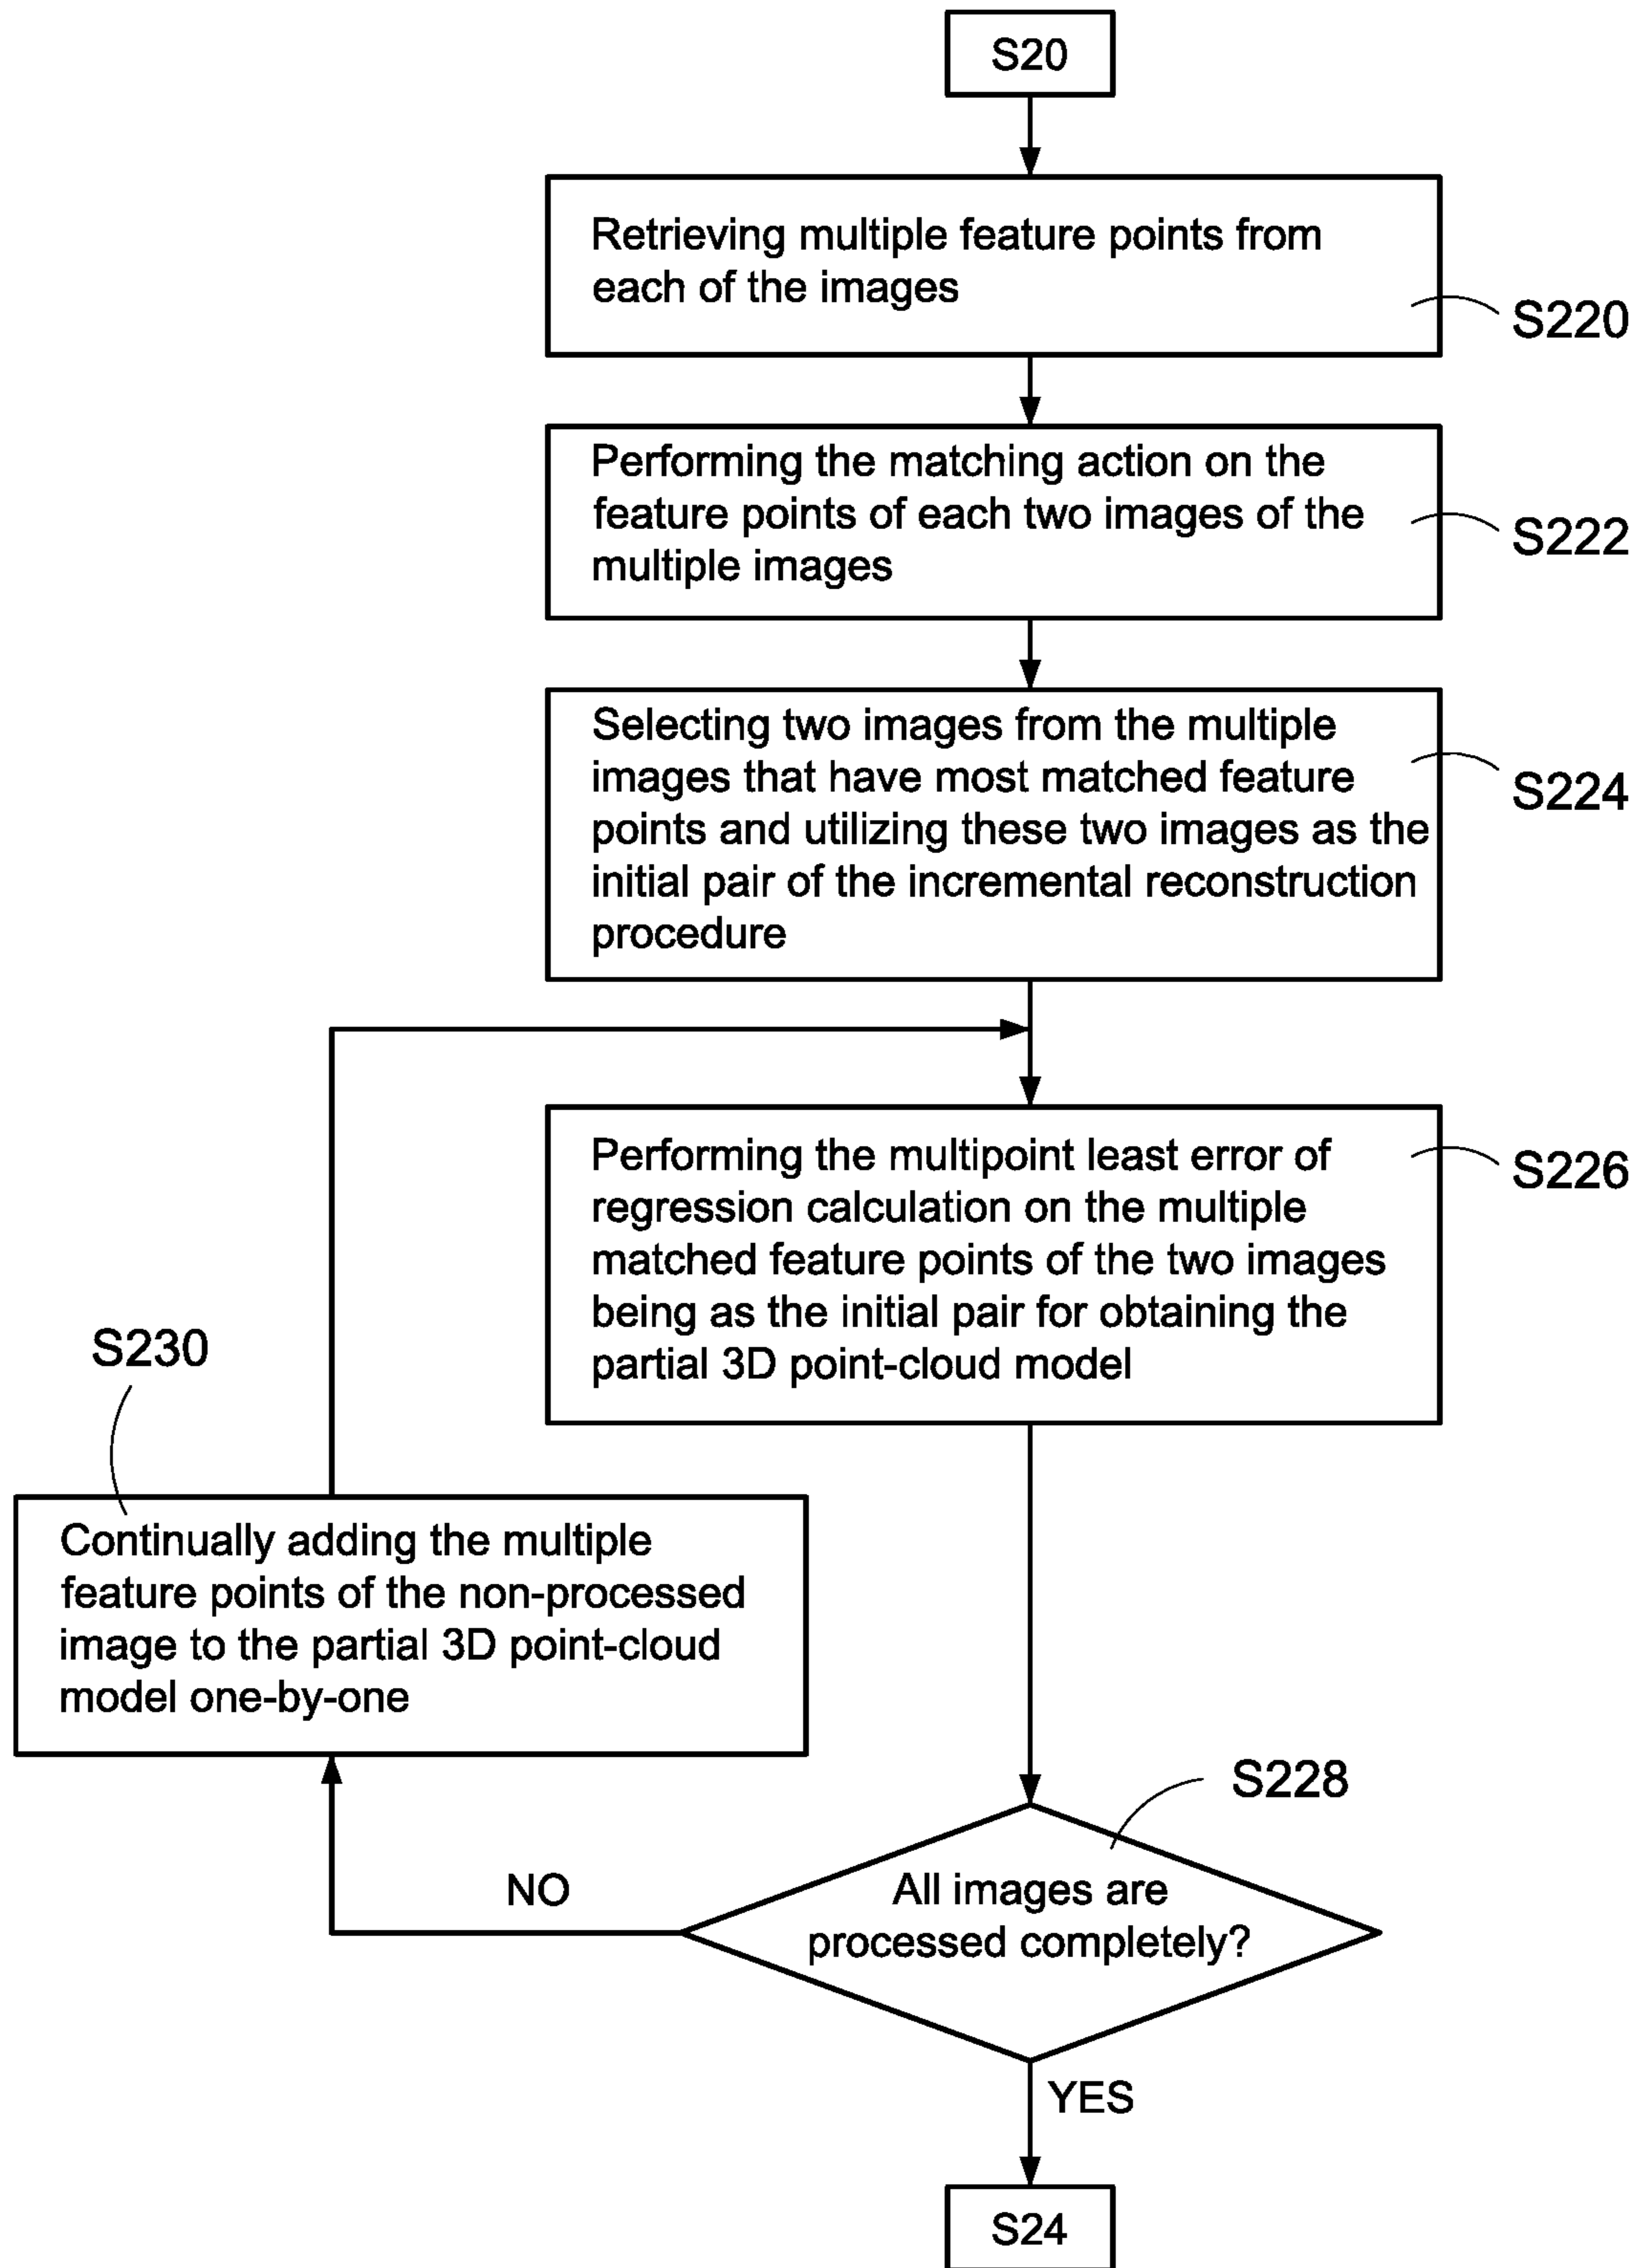 S20
Retrieving multiple feature points from
each of the images
S220
Performing the matching action on the
feature points of each two images of the
multiple images
S222
Selecting two images from the multiple
images that have most matched feature
points and utilizing these two images as the
initial pair of the incremental reconstruction
procedure
S224
Performing the multipoint least error of
regression calculation on the multiple
matched feature points of the two images
being as the initial pair for obtaining the
partial 3D point-cloud model
S226
S230
Continually adding the multiple
feature points of the non-processed
image to the partial 3D point-cloud
model one-by-one
S228
All images are
processed completely?
NO
YES
S24